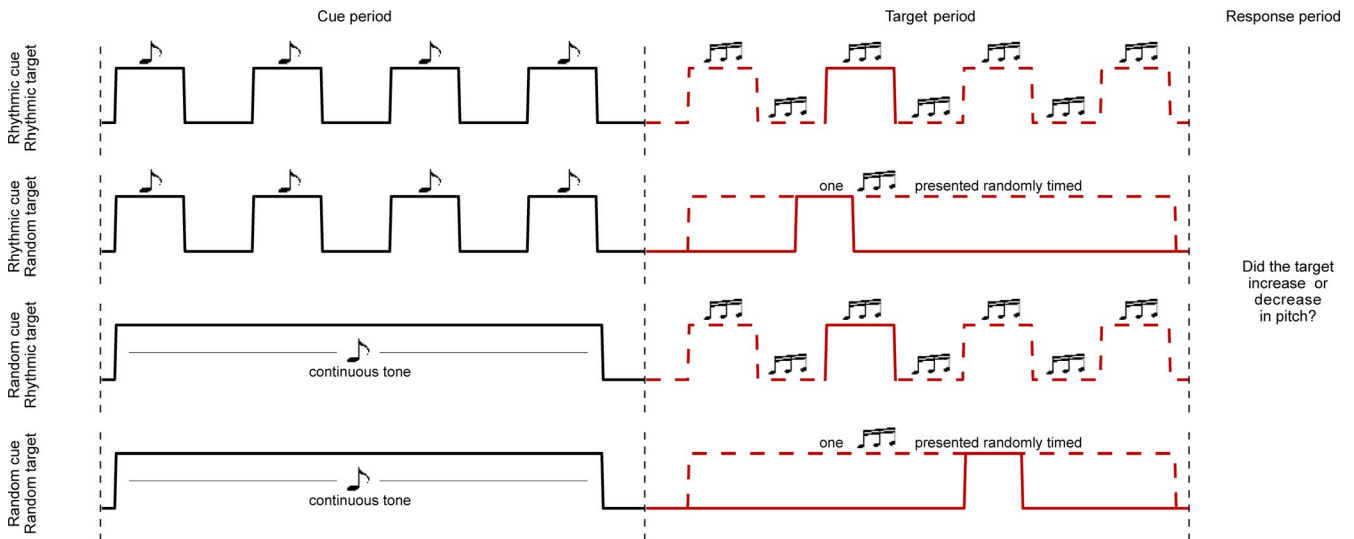 Cue period
Target period
Response period
Rhythmic cue
Rhythmic target
Rhythmic cue
Random target
one presented randomly timed
Random cue
Rhythmic target
continuous tone
Random cue
Random target
continuous tone
one presented randomly timed
Did the target
increase or
decrease
in pitch?